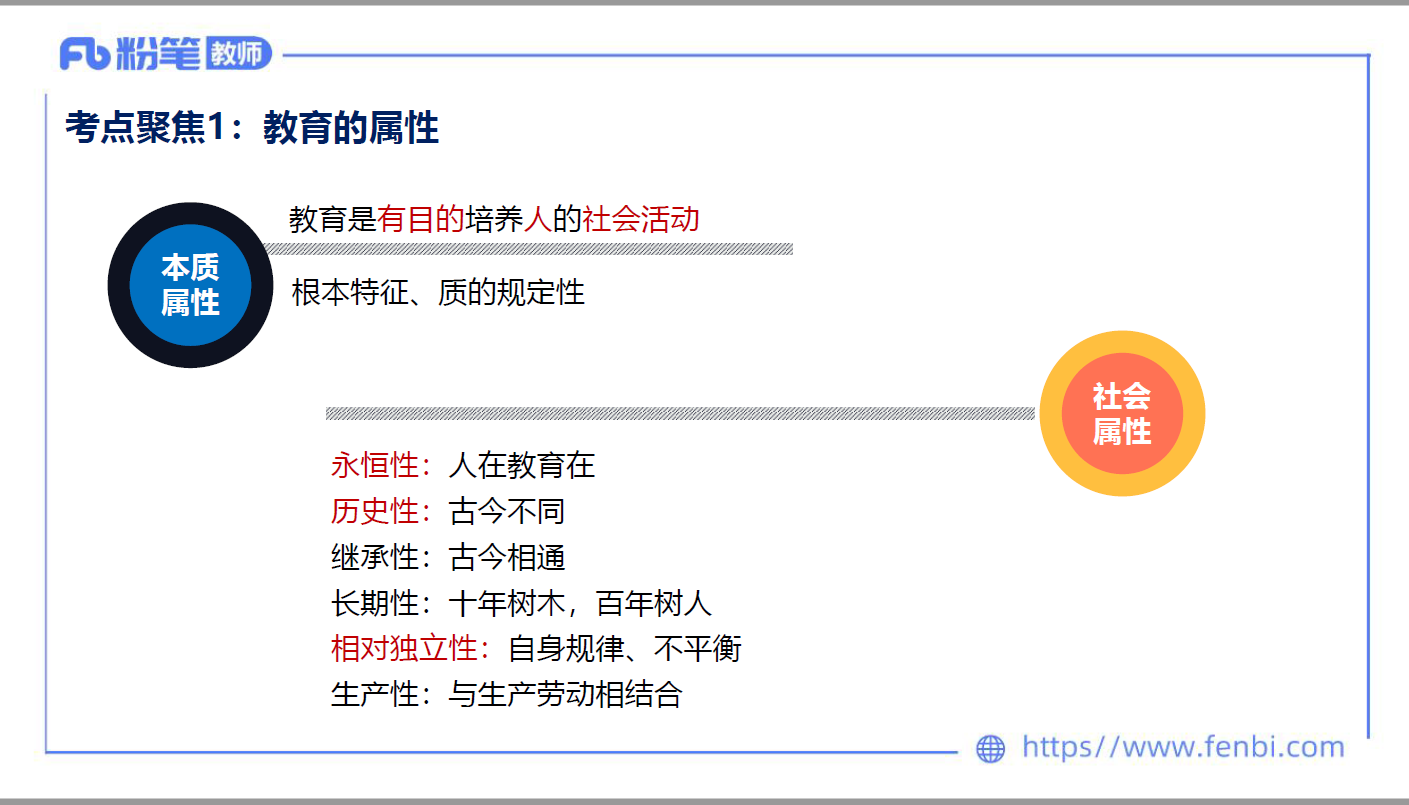 Fb粉笔教师
考点聚焦1：教育的属性
教育是有目的培养人的社会活动
本质
属性
根本特征、质的规定性
社会
属性
永恒性：人在教育在
历史性：古今不同
继承性：古今相通
长期性：十年树木，百年树人
相对独立性：自身规律、不平衡
生产性：与生产劳动相结合
https//www.fenbi.com